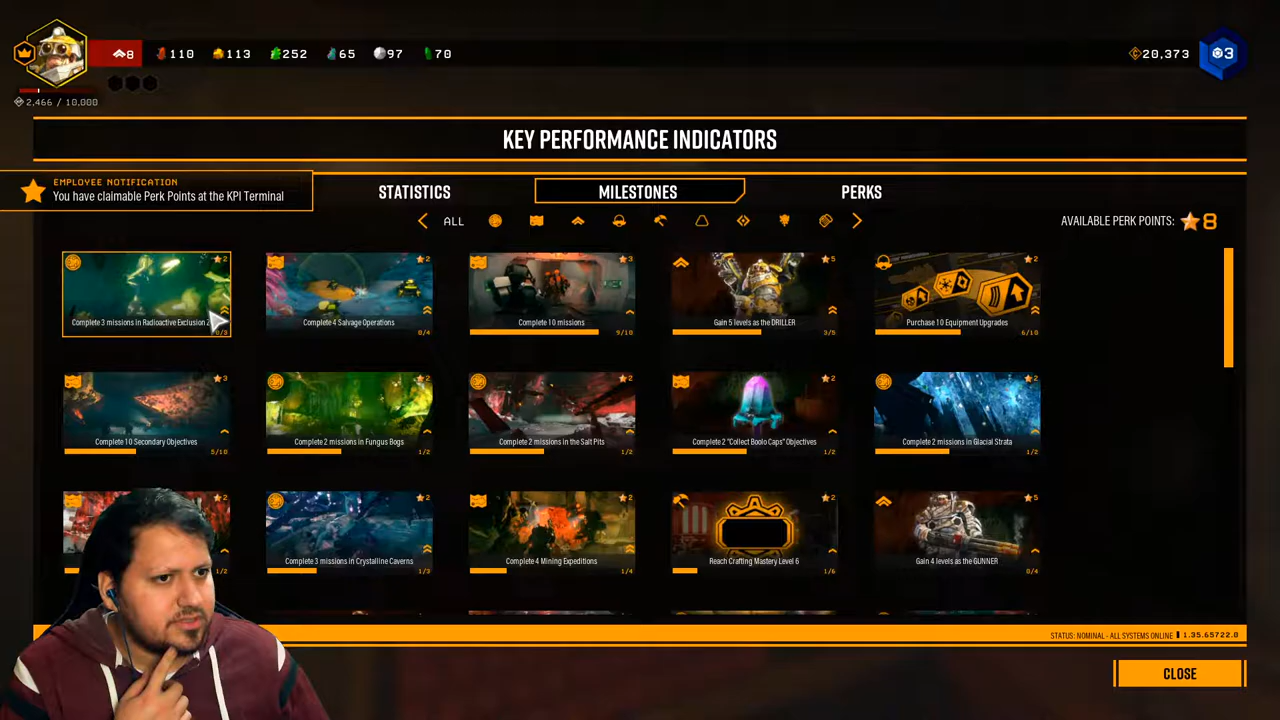 8
110
113
252
65
97
70
20,373
3
2,466 / 10,000
KEY PERFORMANCE INDICATORS
EMPLOYEE NOTIFICATION
You have claimable Perk Points at the KPI Terminal
STATISTICS
MILESTONES
PERKS
ALL
AVAILABLE PERK POINTS: 8
2
Complete 3 missions in Radioactive Exclusion
0/3
2
Complete 4 Salvage Operations
0/4
3
Complete 10 missions
9/10
5
Gain 5 levels as the DRILLER
3/5
2
Purchase 10 Equipment Upgrades
6/10
3
Complete 10 Secondary Objectives
5/10
2
Complete 2 missions in Fungus Bogs
1/2
2
Complete 2 missions in the Salt Pits
1/2
2
Complete 2 "Collect Boolo Caps" Objectives
1/2
2
Complete 2 missions in Glacial Strata
1/2
2
1/2
2
Complete 3 missions in Crystalline Caverns
1/3
2
Complete 4 Mining Expeditions
1/4
2
Reach Crafting Mastery Level 6
1/6
5
Gain 4 levels as the GUNNER
0/4
STATUS: NOMINAL - ALL SYSTEMS ONLINE
1.35.65722.0
CLOSE